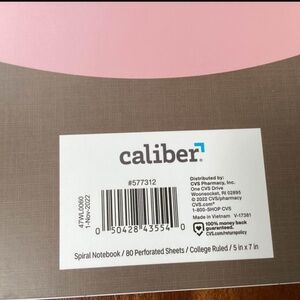 caliber®
#577312
47WL0060
1-Nov-2022
0 50428 43554 0
Distributed by:
CVS Pharmacy, Inc.
One CVS Drive
Woonsocket, RI 02895
© 2022 CVS/pharmacy
CVS.com®
1-800-SHOP CVS
Made in Vietnam V-17381
100% money back
guaranteed.
CVS.com/returnpolicy
Spiral Notebook / 80 Perforated Sheets / College Ruled / 5 in x 7 in